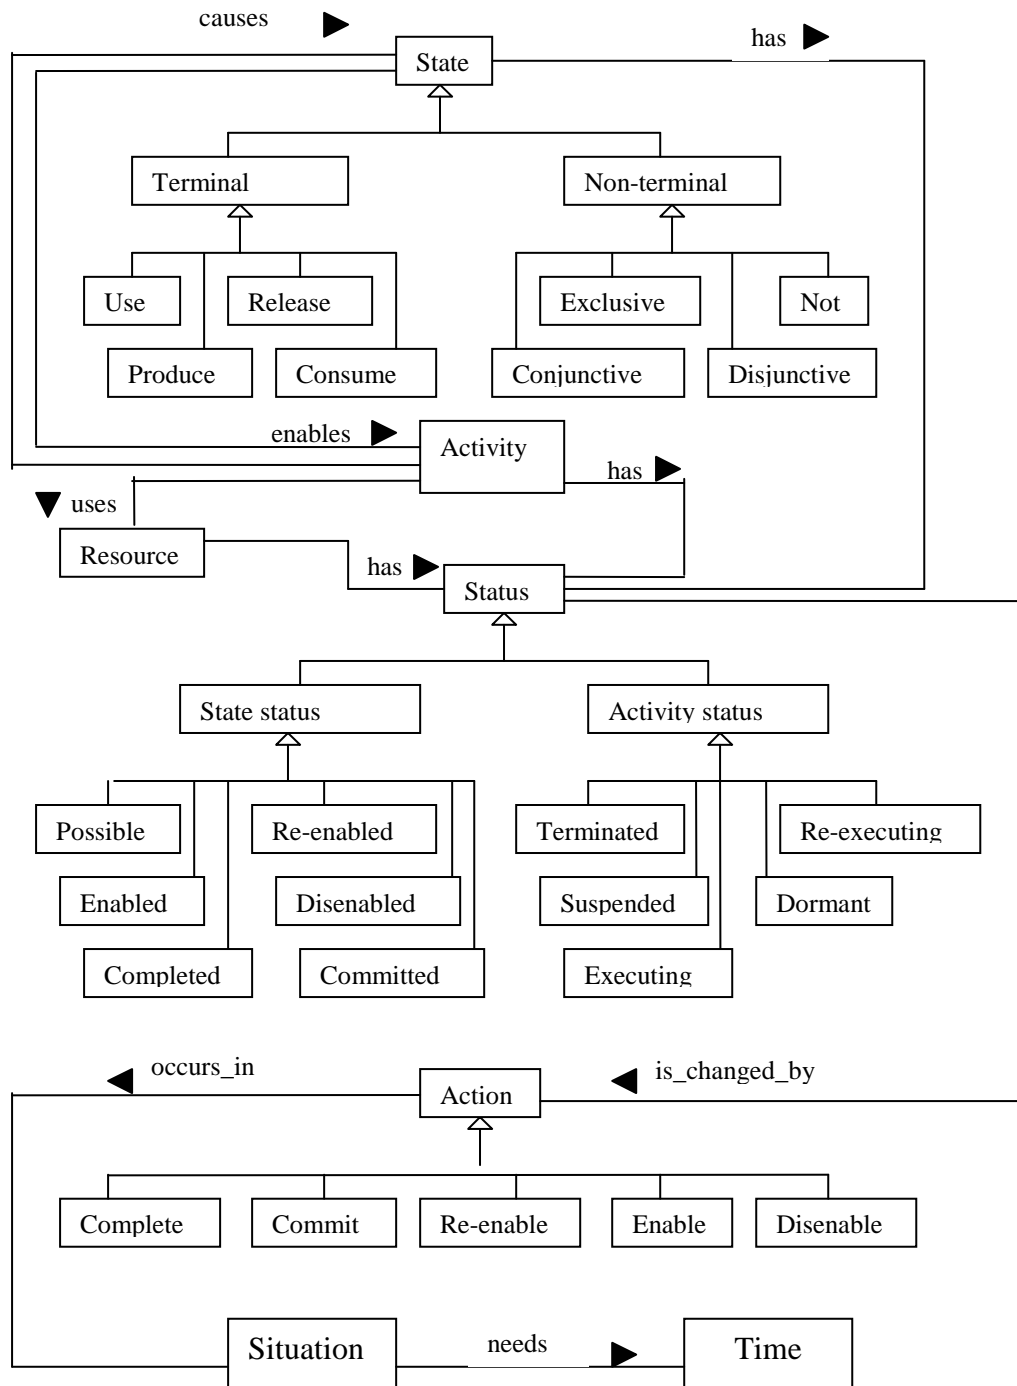 causes
has
State
Terminal
Non-terminal
Use
Release
Exclusive
Not
Produce
Consume
Conjunctive
Disjunctive
enables
Activity
has
uses
Resource
has
Status
State status
Activity status
Possible
Re-enabled
Terminated
Re-executing
Enabled
Disenabled
Suspended
Dormant
Completed
Committed
Executing
occurs_in
is_changed_by
Action
Complete
Commit
Re-enable
Enable
Disenable
Situation
needs
Time